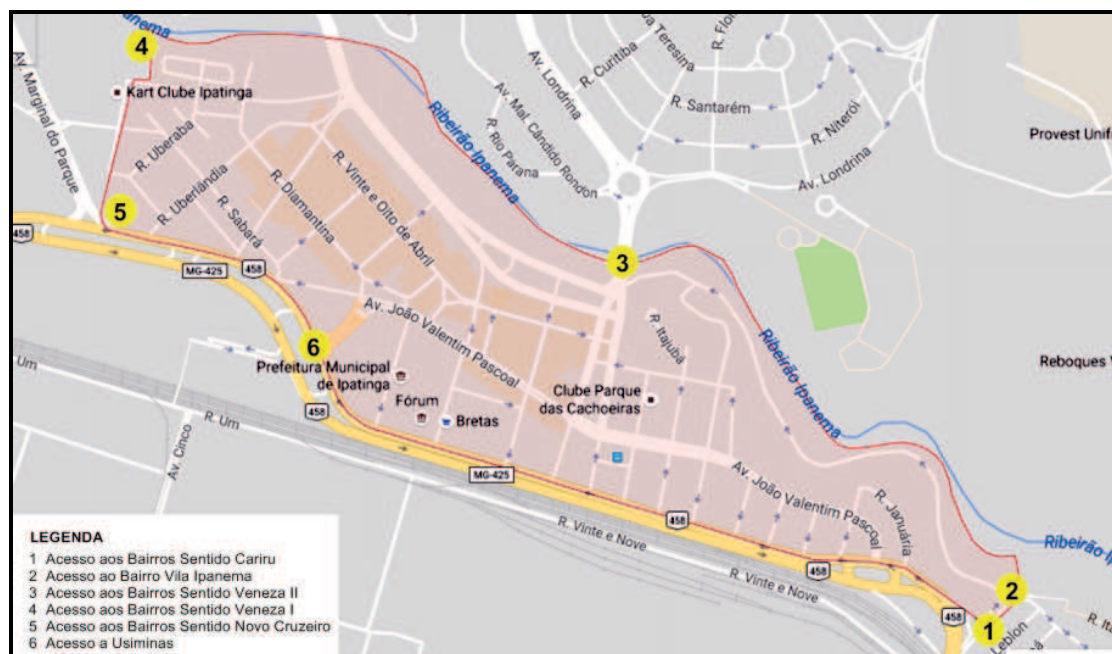 Ipanema
4
Av. Marginal do Parque
Kart Clube Ipatinga
R. Uberaba
R. Uberlândia
R. Sabará
R. Diamantina
R. Vinte e Oito de Abril
Ribeirão Ipanema
Av. Mal. Cândido Rondon
R. Rio Parana
Av. Londrina
R. Curitiba
Teresina
R. Santarém
R. Niterói
Av. Londrina
Provest Unif
5
458
MG-425
458
3
Av. João Valentim Pascoal
R. Itajubá
Ribeirão Ipanema
6
Prefeitura Municipal
de Ipatinga
Fórum
Bretas
Clube Parque
das Cachoeiras
Reboques
Um
458
R. Um
Av. Cinco
MG-425
458
R. Vinte e Nove
Av. João Valentim Pascoal
R. Januária
Ribeirão
R. Vinte e Nove
458
458
2
1
Leblon
LEGENDA
1 Acesso aos Bairros Sentido Cariru
2 Acesso ao Bairro Vila Ipanema
3 Acesso aos Bairros Sentido Veneza II
4 Acesso aos Bairros Sentido Veneza I
5 Acesso aos Bairros Sentido Novo Cruzeiro
6 Acesso a Usiminas